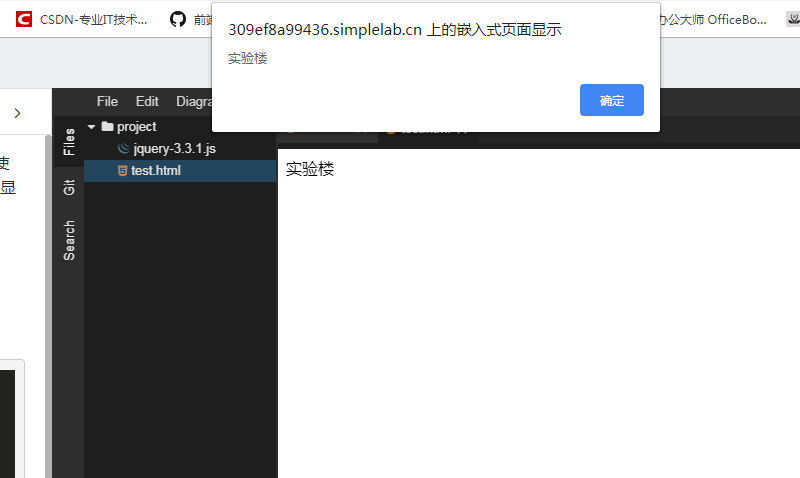 CSDN-专业IT技术...
前端
办公大师 OfficeBo...
309ef8a99436.simplelab.cn 上的嵌入式页面显示
实验楼
确定
File Edit Diagra
project
jquery-3.3.1.js
test.html
Files
Git
Search
使
显
实验楼